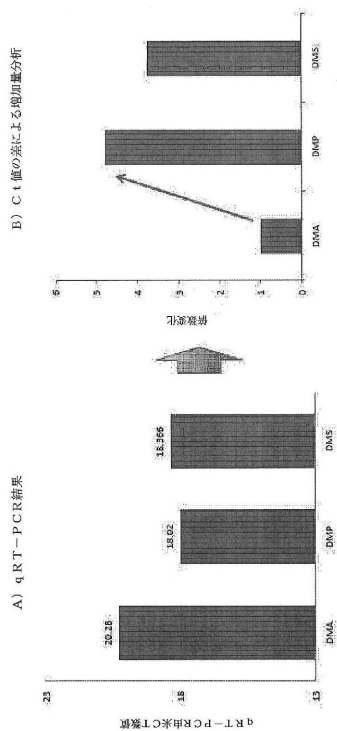 A) qRT-PCR結果
qRT-PCR由来CT数値
23
18
13
20.28
18.02
18.366
DMA
DMP
DMS
B) Ct値の差による増加量分析
倍数変化
6
5
4
3
2
1
0
DMA
DMP
DMS